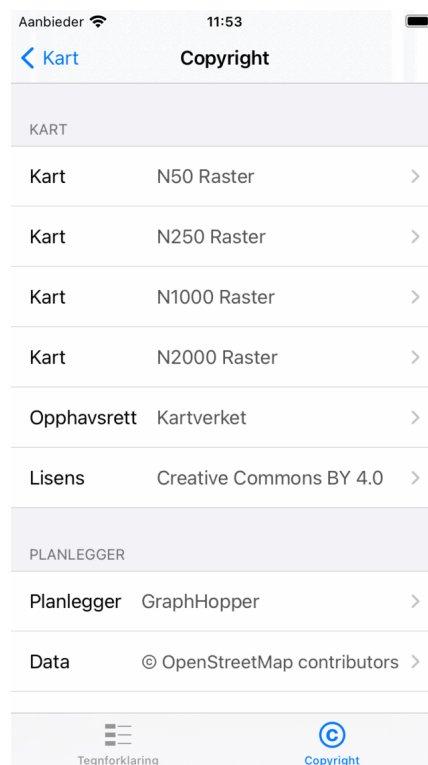 Aanbieder 11:53
Kart Copyright
KART
Kart N50 Raster
Kart N250 Raster
Kart N1000 Raster
Kart N2000 Raster
Opphavsrett Kartverket
Lisens Creative Commons BY 4.0
PLANLEGGER
Planlegger GraphHopper
Data © OpenStreetMap contributors
Tegnforklaring Copyright